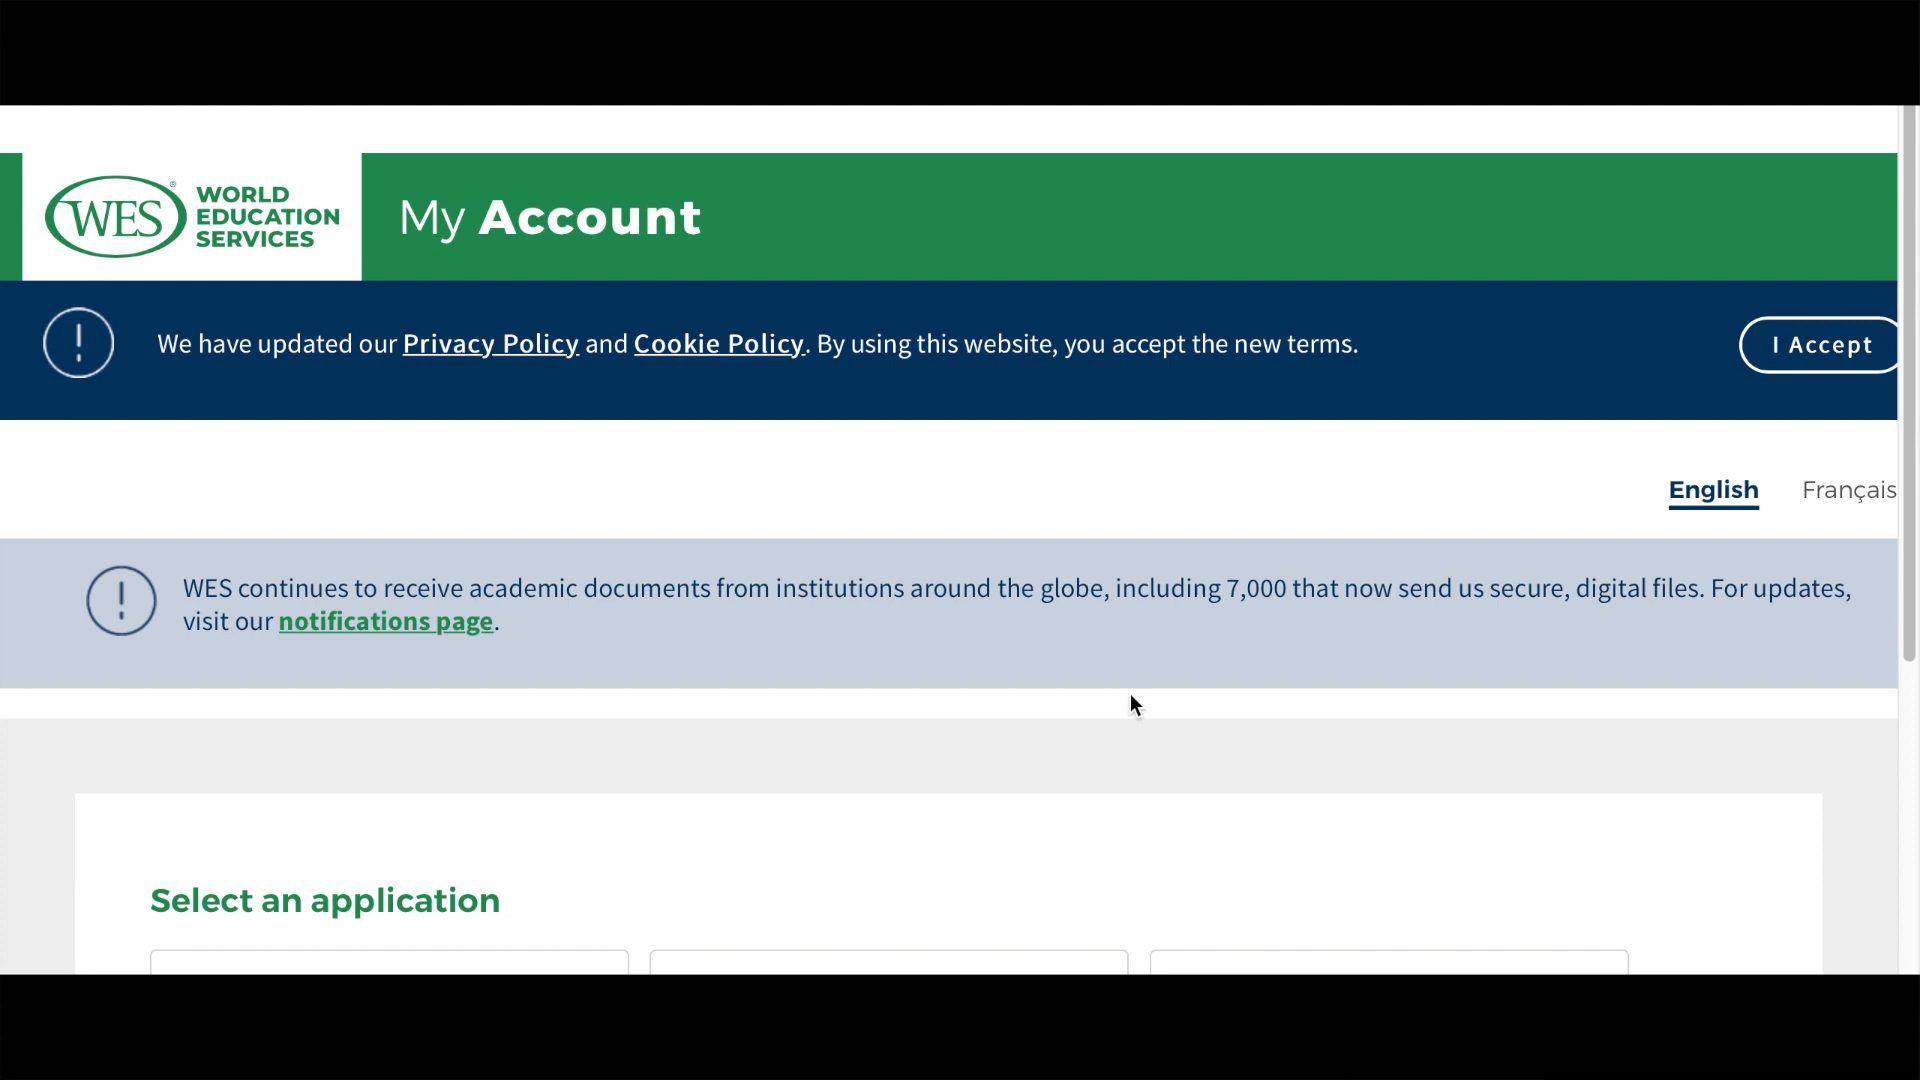 WES®
WORLD
EDUCATION
SERVICES
My Account
We have updated our Privacy Policy and Cookie Policy. By using this website, you accept the new terms.
I Accept
English
Français
WES continues to receive academic documents from institutions around the globe, including 7,000 that now send us secure, digital files. For updates,
visit our notifications page.
Select an application